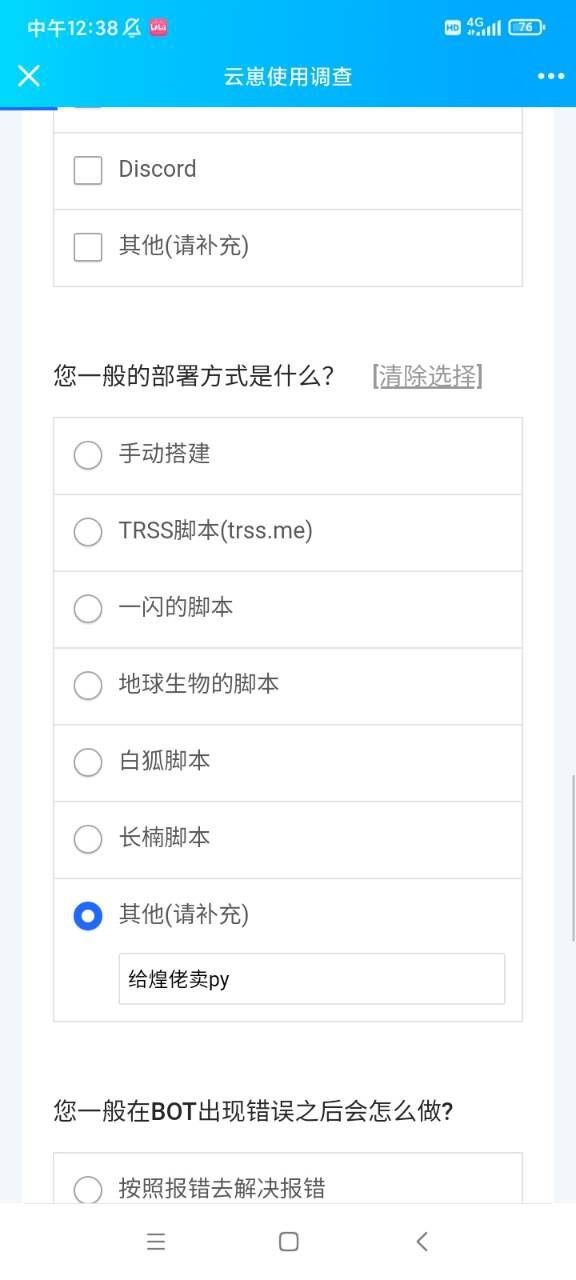 中午12:38
HD 4G 76
云崽使用调查
Discord
其他(请补充)
您一般的部署方式是什么? [清除选择]
手动搭建
TRSS脚本(trss.me)
一闪的脚本
地球生物的脚本
白狐脚本
长楠脚本
其他(请补充)
给煌佬卖py
您一般在BOT出现错误之后会怎么做?
按照报错去解决报错